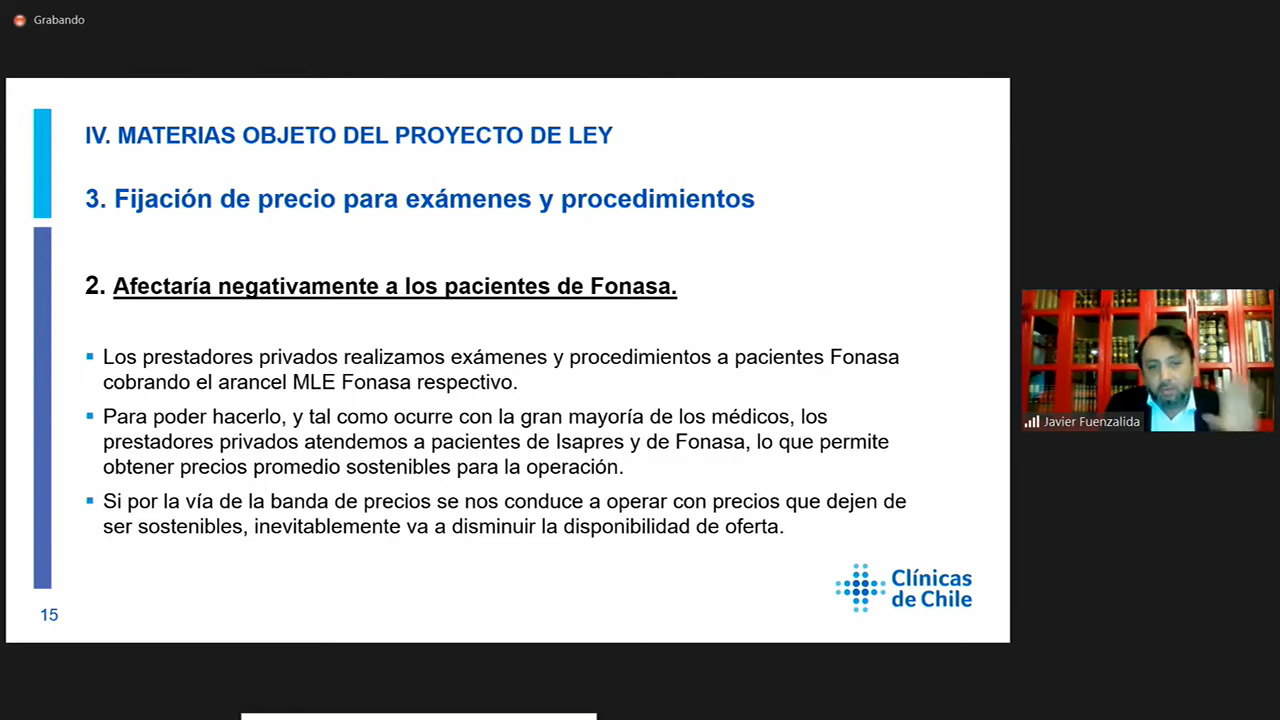 Grabando
IV. MATERIAS OBJETO DEL PROYECTO DE LEY
3. Fijación de precio para exámenes y procedimientos
2. Afectaría negativamente a los pacientes de Fonasa.
▪ Los prestadores privados realizamos exámenes y procedimientos a pacientes Fonasa
cobrando el arancel MLE Fonasa respectivo.
▪ Para poder hacerlo, y tal como ocurre con la gran mayoría de los médicos, los
prestadores privados atendemos a pacientes de Isapres y de Fonasa, lo que permite
obtener precios promedio sostenibles para la operación.
▪ Si por la vía de la banda de precios se nos conduce a operar con precios que dejen de
ser sostenibles, inevitablemente va a disminuir la disponibilidad de oferta.
Clínicas
de Chile
15
Javier Fuenzalida